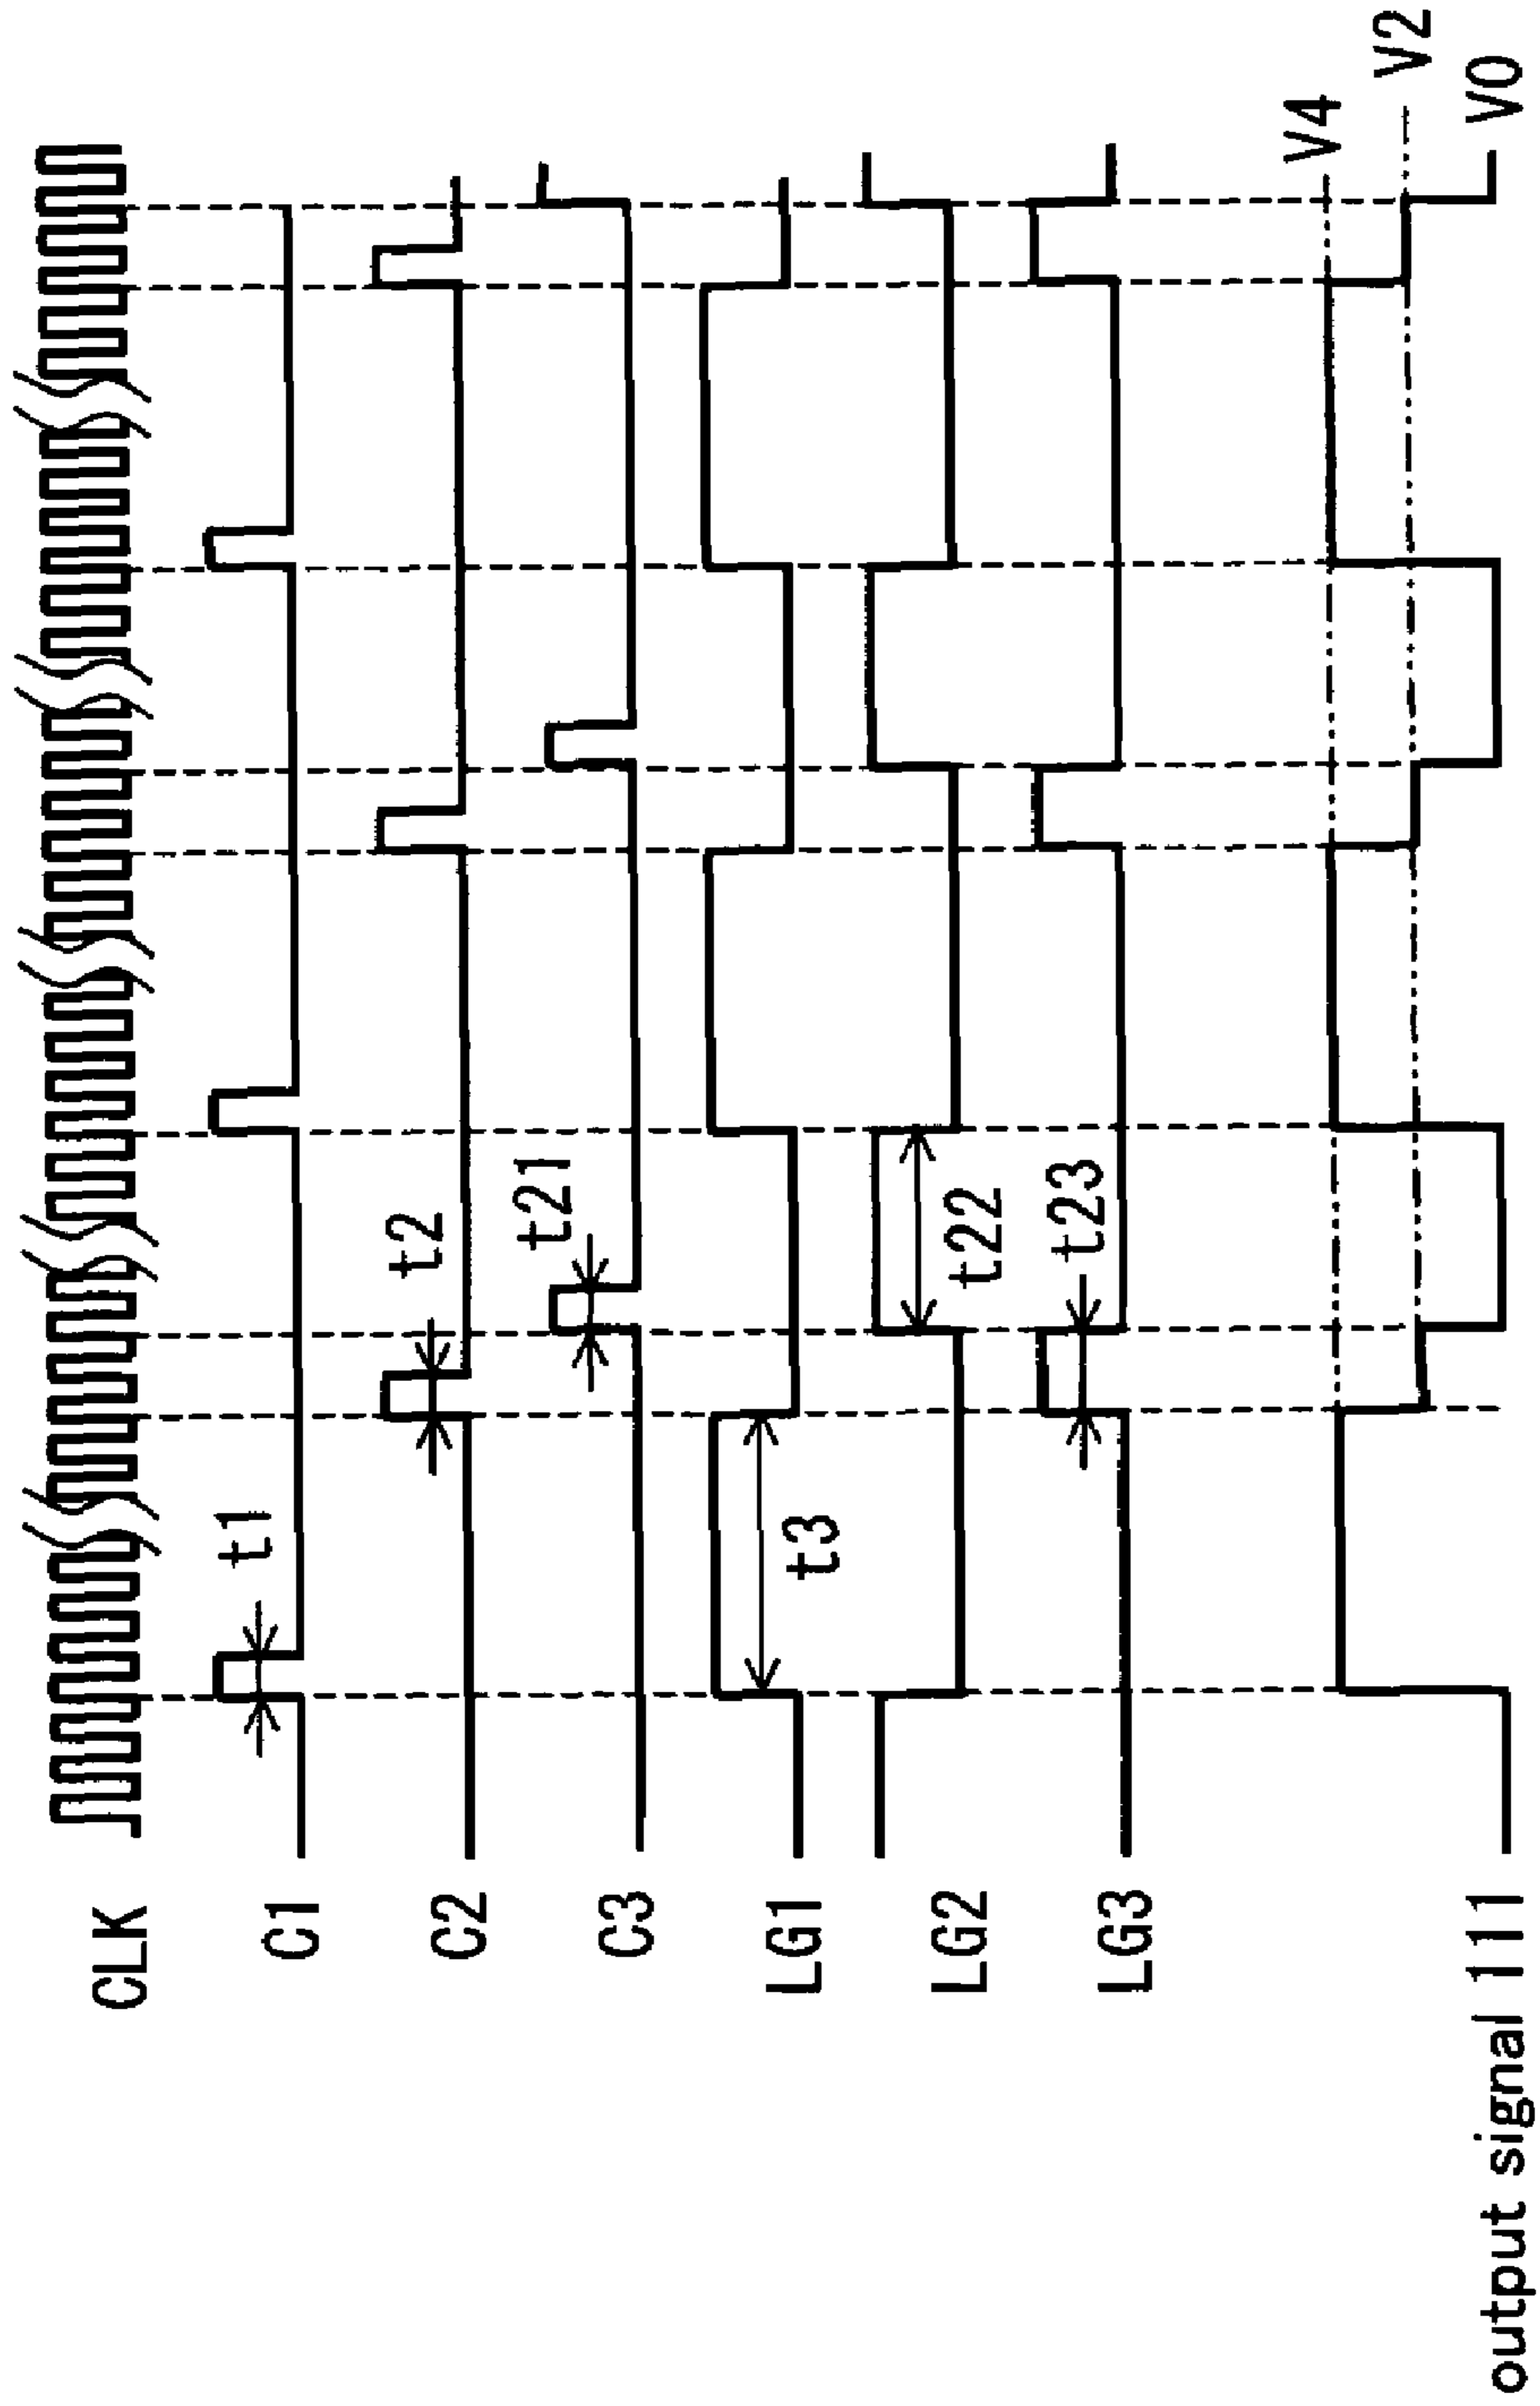 CLK
C1
t1
C2
t2
C3
t21
LG1
t3
LG2
t22
LG3
t23
V4
V2
V0
output signal 111